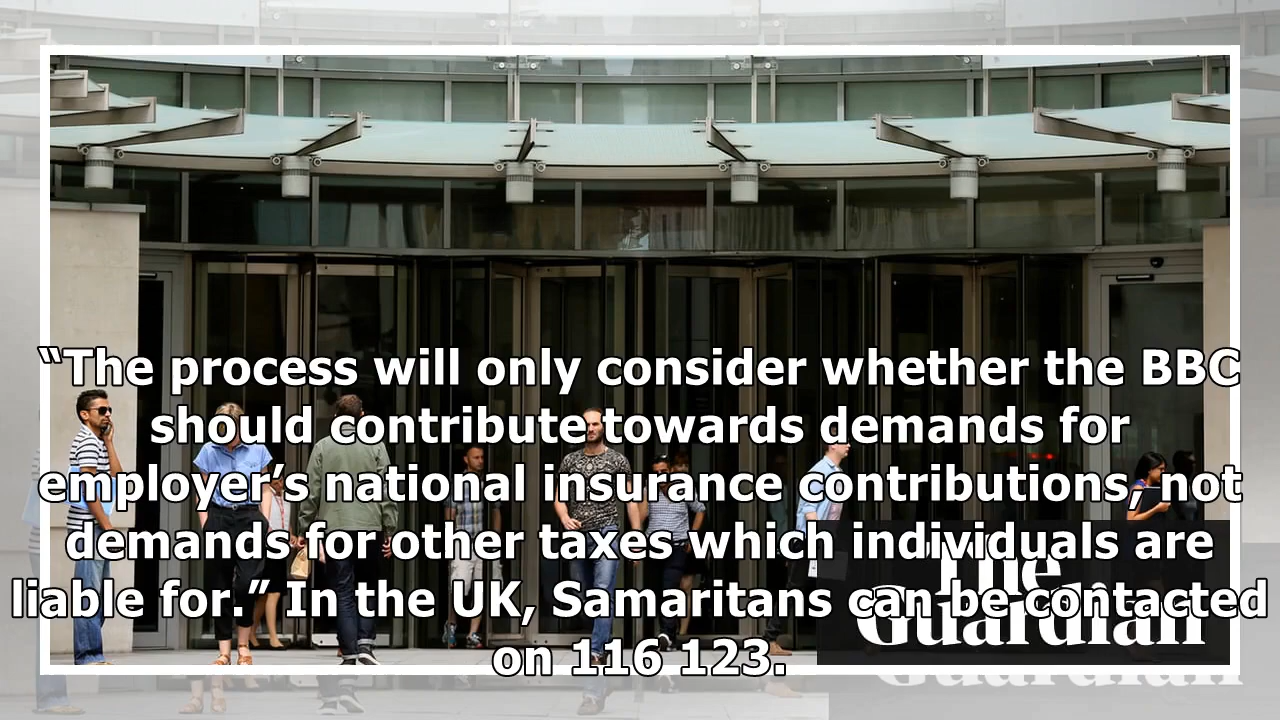 “The process will only consider whether the BBC
should contribute towards demands for
employer’s national insurance contributions, not
demands for other taxes which individuals are
liable for.” In the UK, Samaritans can be contacted
on 116 123.
The
Guardian